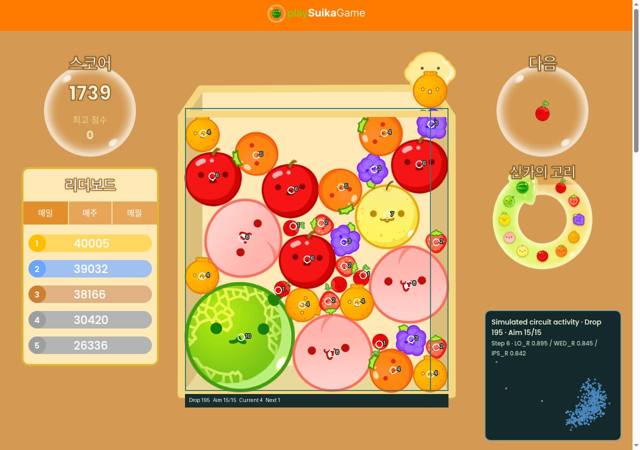 playSuikaGame
스코어
1739
최고 점수
0
리더보드
매일 매주 매월
1 40005
2 39032
3 38166
4 30420
5 26336
다음
신카의 고리
Simulated circuit activity · Drop
195 · Aim 15/15
Step 6 · LO_R 0.895 / WED_R 0.845 /
IPS_R 0.842
Drop 195 Aim 15/15 Current 4 Next 1